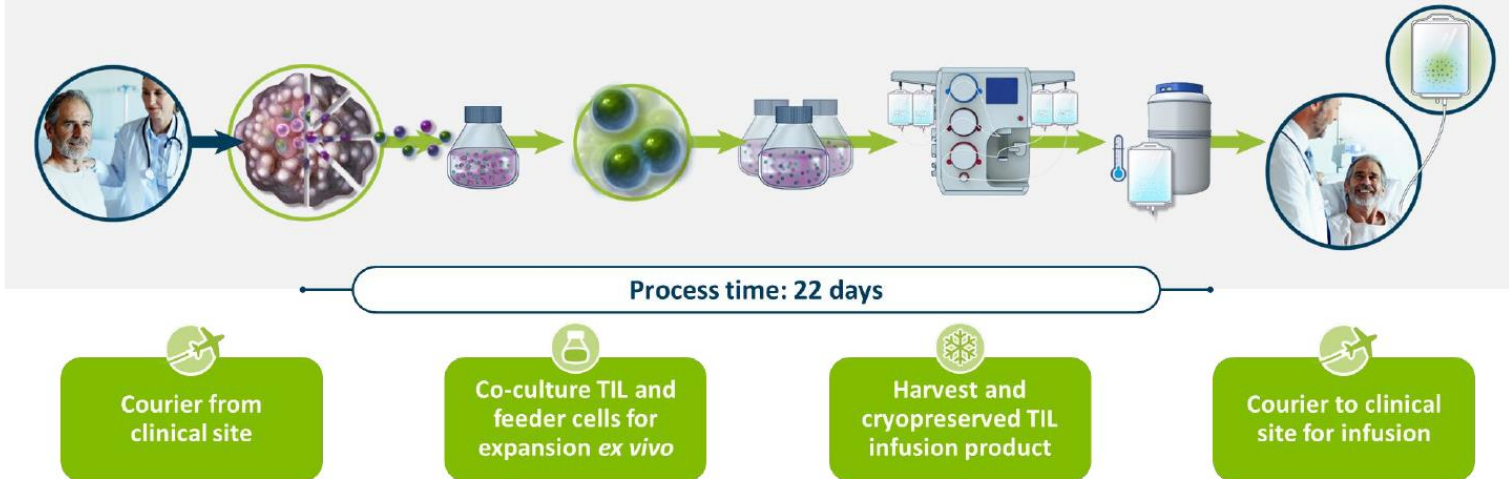 Process time: 22 days
Courier from
clinical site
Co-culture TIL and
feeder cells for
expansion ex vivo
Harvest and
cryopreserved TIL
infusion product
Courier to clinical
site for infusion